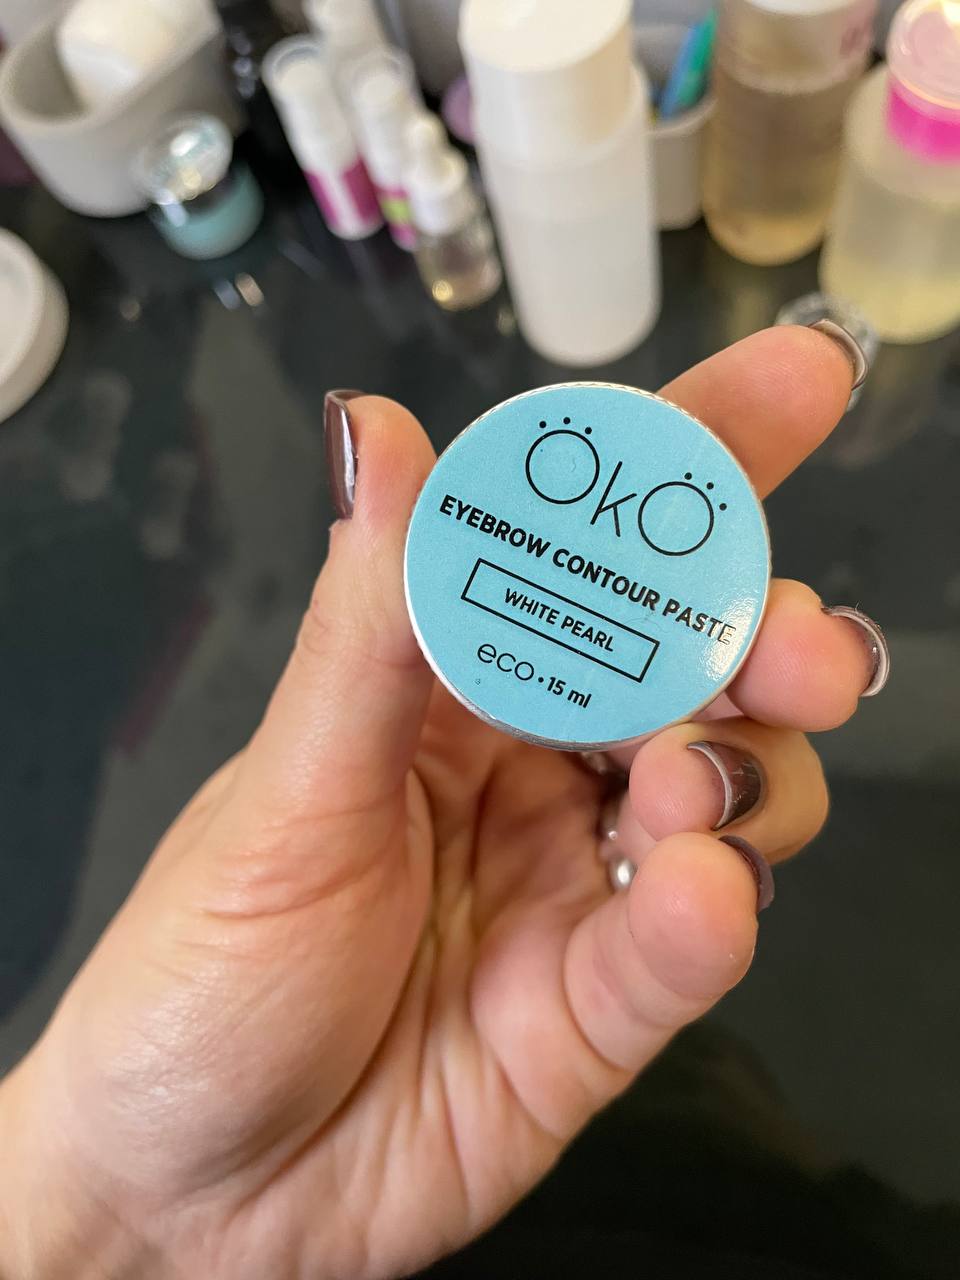 ÖkÖ
EYEBROW CONTOUR PASTE
WHITE PEARL
eco • 15 ml